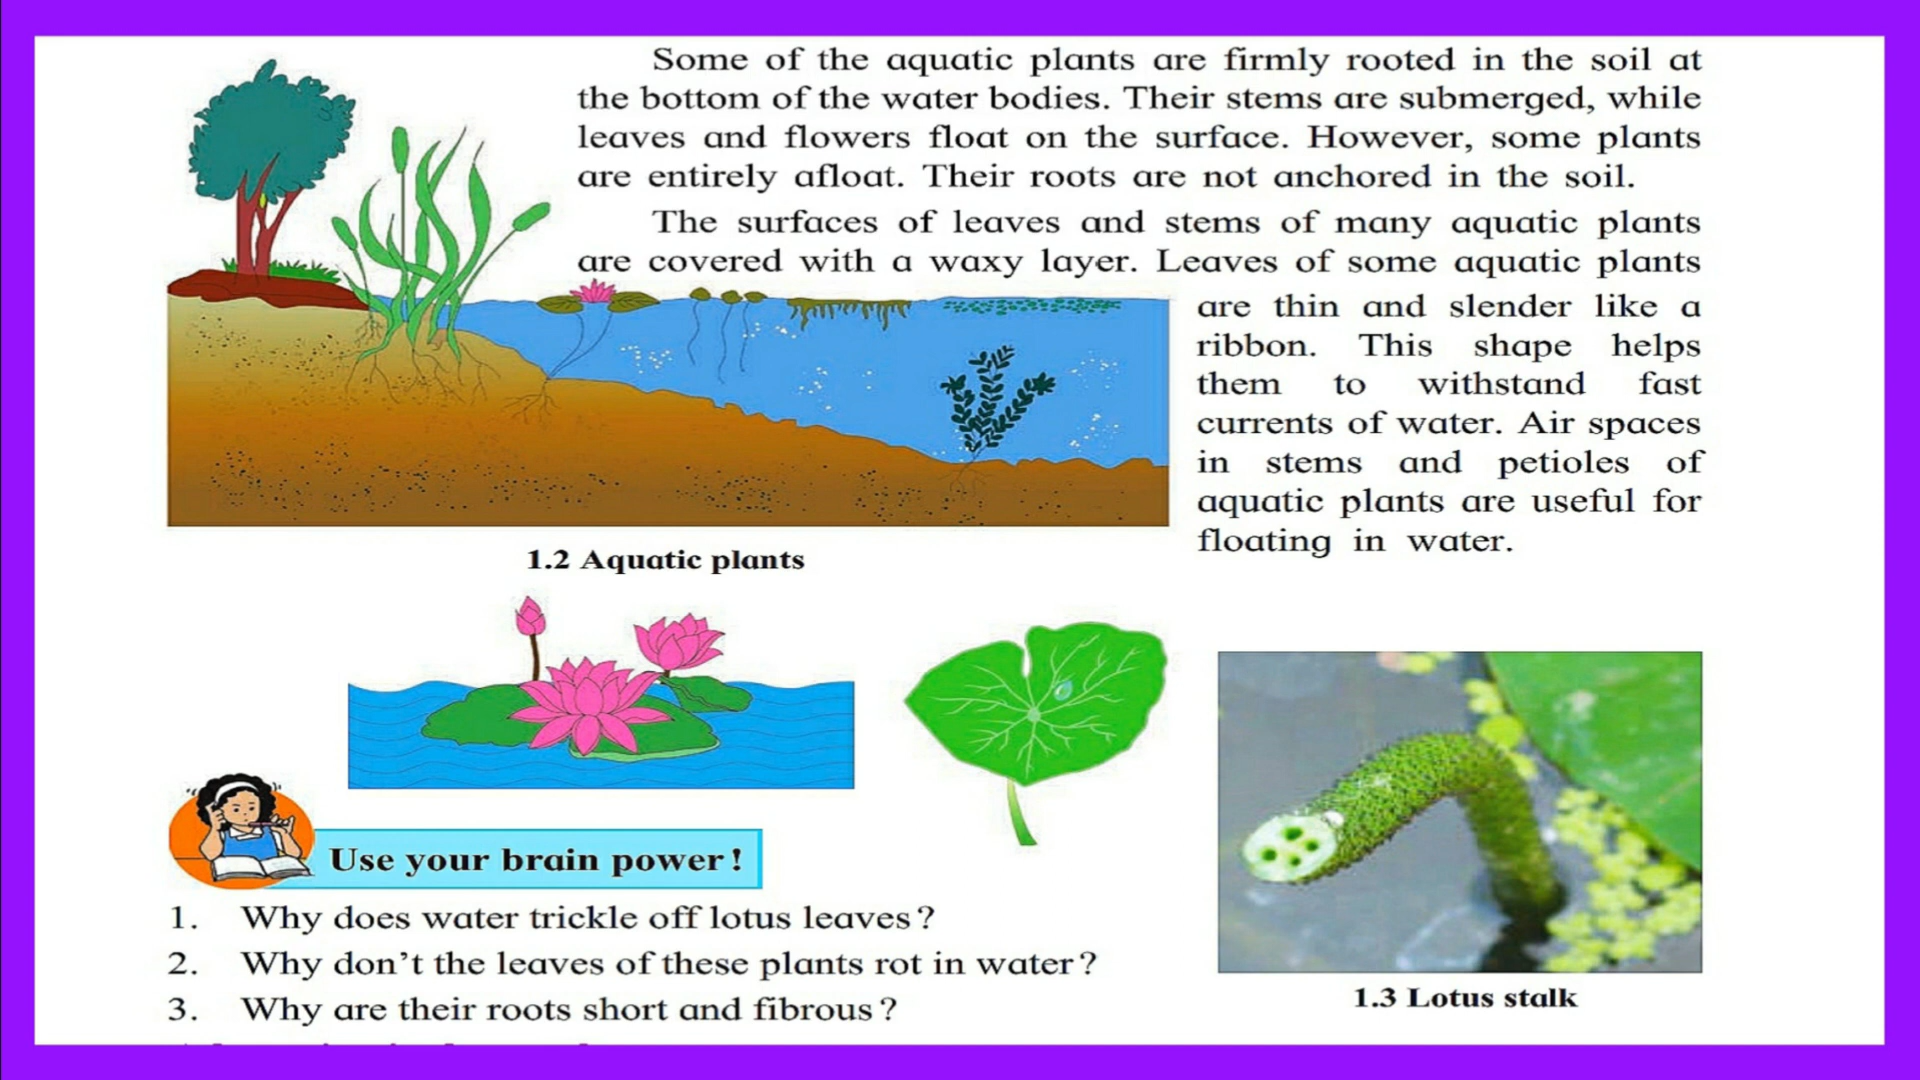 Some of the aquatic plants are firmly rooted in the soil at
the bottom of the water bodies. Their stems are submerged, while
leaves and flowers float on the surface. However, some plants
are entirely afloat. Their roots are not anchored in the soil.
The surfaces of leaves and stems of many aquatic plants
are covered with a waxy layer. Leaves of some aquatic plants
are thin and slender like a
ribbon. This shape helps
them to withstand fast
currents of water. Air spaces
in stems and petioles of
aquatic plants are useful for
floating in water.
1.2 Aquatic plants
Use your brain power!
1. Why does water trickle off lotus leaves?
2. Why don't the leaves of these plants rot in water?
3. Why are their roots short and fibrous?
1.3 Lotus stalk